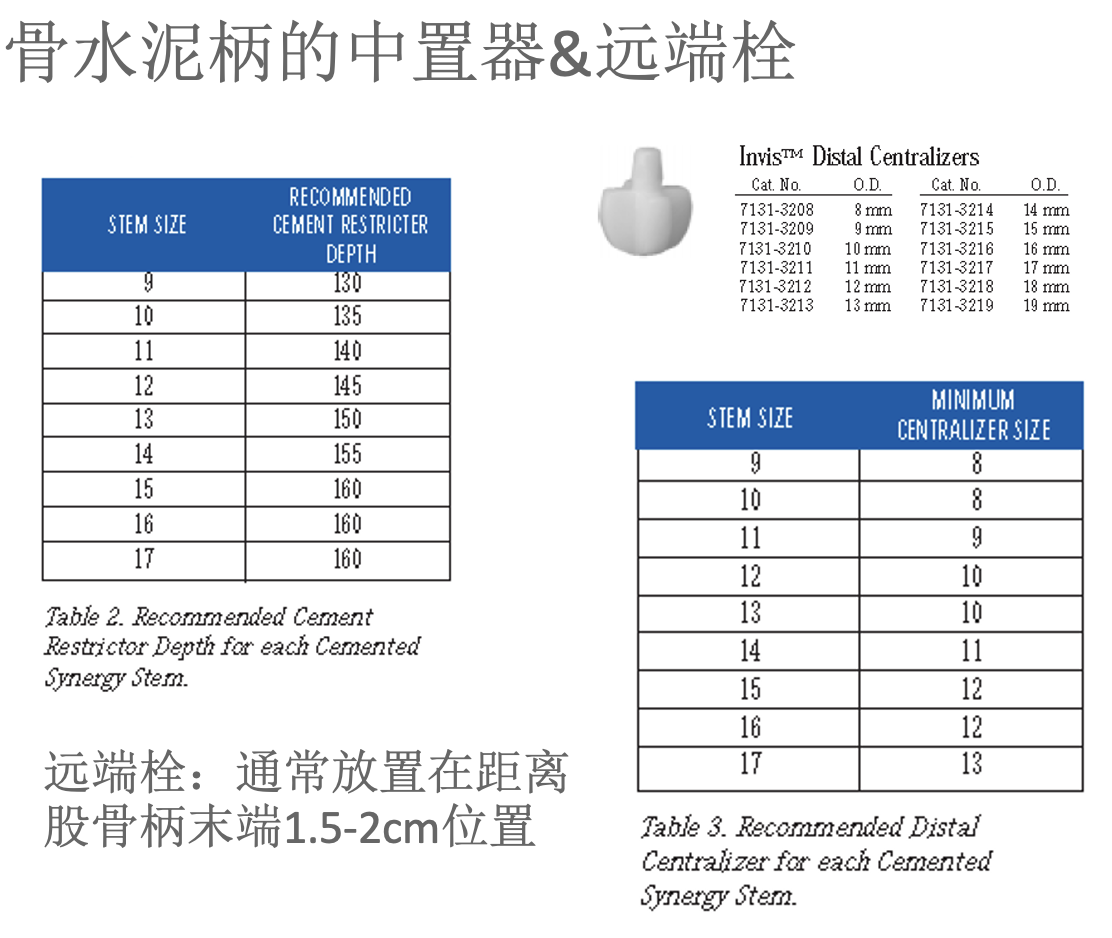 骨水泥柄的中置器&远端栓
STEM SIZE
RECOMMENDED
CEMENT RESTRICTER
DEPTH
9 130
10 135
11 140
12 145
13 150
14 155
15 160
16 160
17 160
Table 2. Recommended Cement
Restrictor Depth for each Cemented
Synergy Stem.
远端栓：通常放置在距离
股骨柄末端1.5-2cm位置
Invis™ Distal Centralizers
Cat. No. O.D. Cat. No. O.D.
7131-3208 8 mm 7131-3214 14 mm
7131-3209 9 mm 7131-3215 15 mm
7131-3210 10 mm 7131-3216 16 mm
7131-3211 11 mm 7131-3217 17 mm
7131-3212 12 mm 7131-3218 18 mm
7131-3213 13 mm 7131-3219 19 mm
STEM SIZE
MINIMUM
CENTRALIZER SIZE
9 8
10 8
11 9
12 10
13 10
14 11
15 12
16 12
17 13
Table 3. Recommended Distal
Centralizer for each Cemented
Synergy Stem.